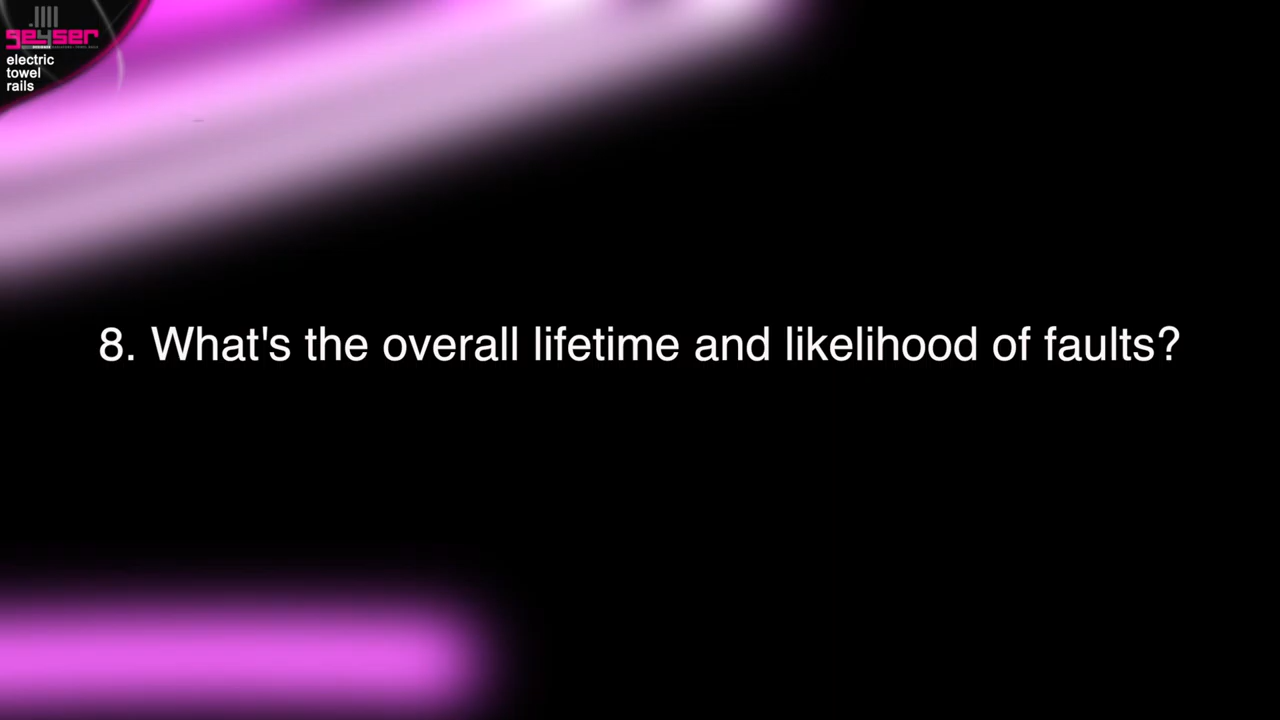 geyser
electric
towel
rails
8. What's the overall lifetime and likelihood of faults?